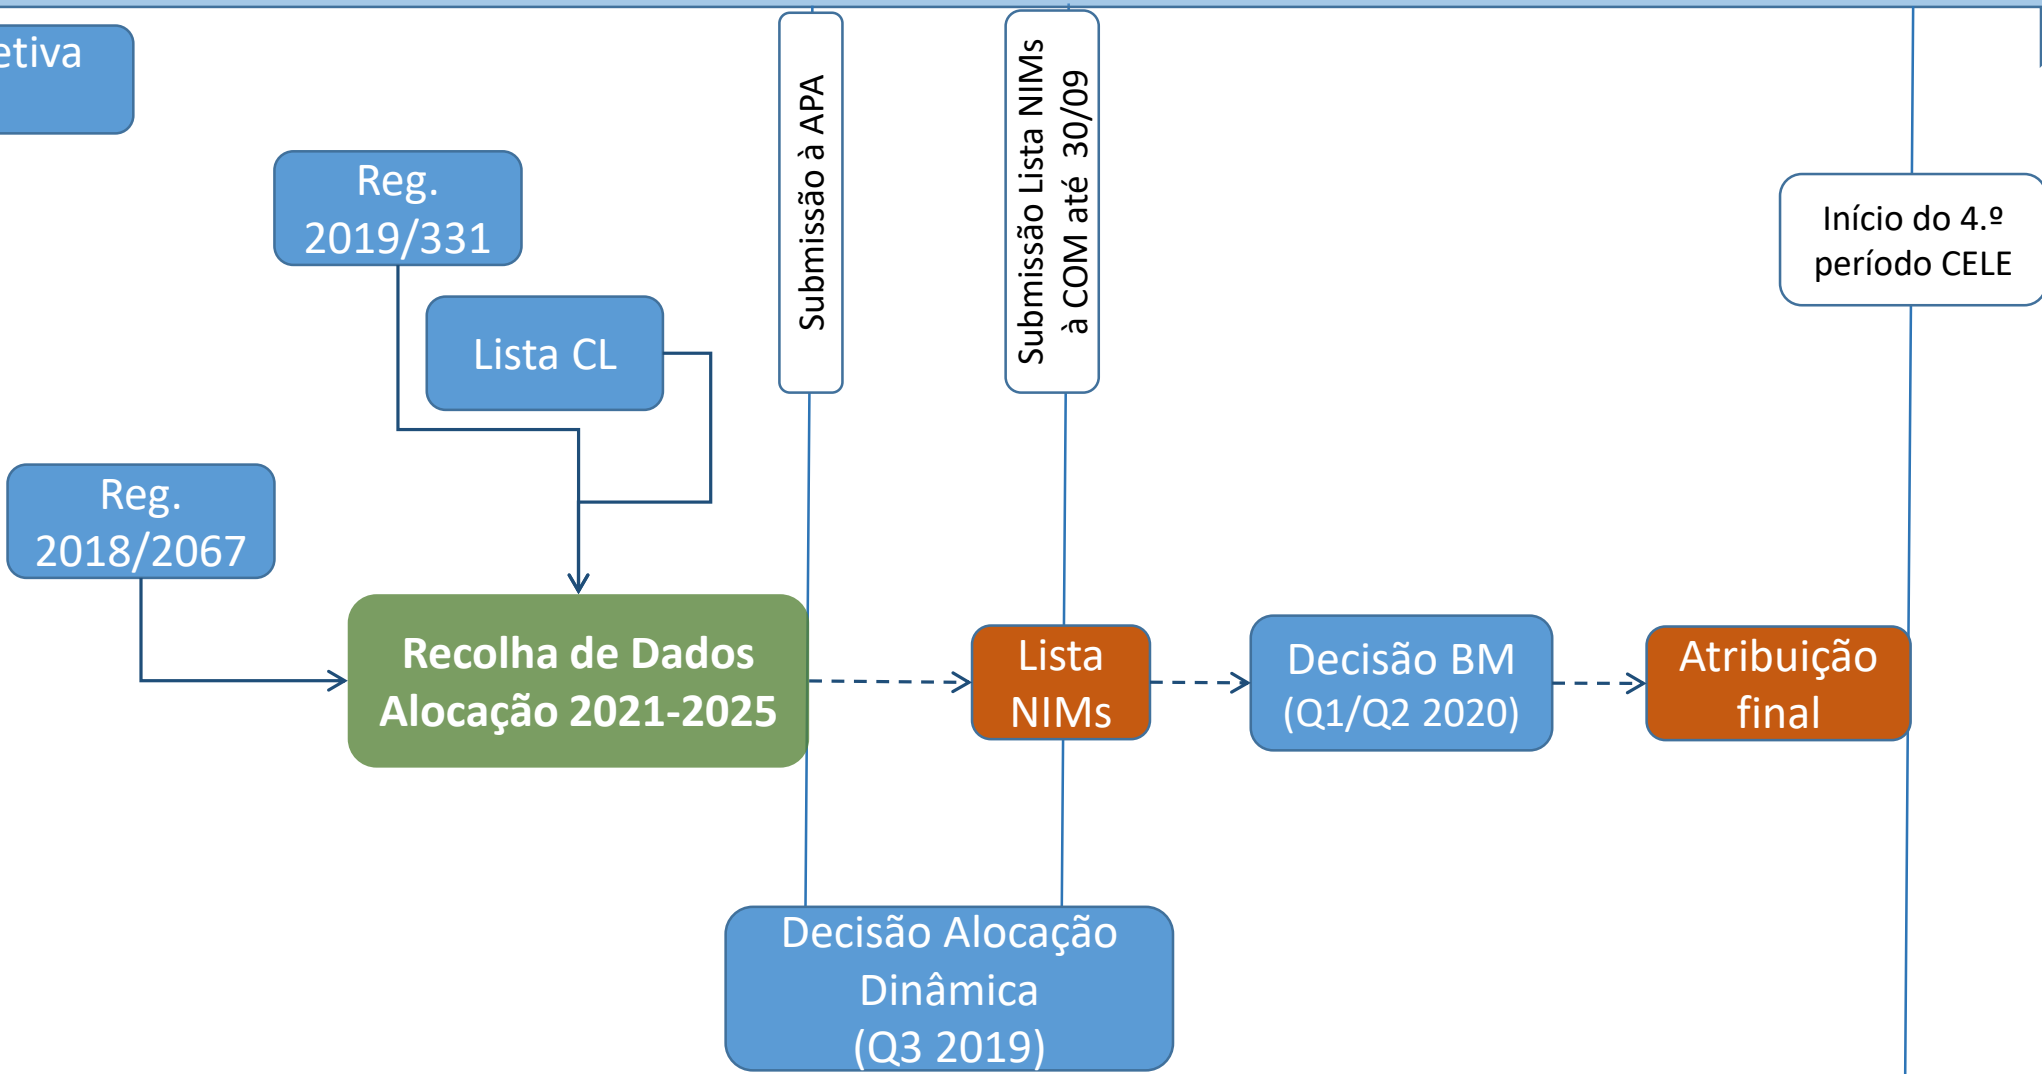 etiva
Submissão à APA
Submissão Lista NIMs
à COM até 30/09
Reg.
2019/331
Início do 4.º
período CELE
Lista CL
Reg.
2018/2067
Recolha de Dados
Alocação 2021-2025
Lista
NIMs
Decisão BM
(Q1/Q2 2020)
Atribuição
final
Decisão Alocação
Dinâmica
(Q3 2019)